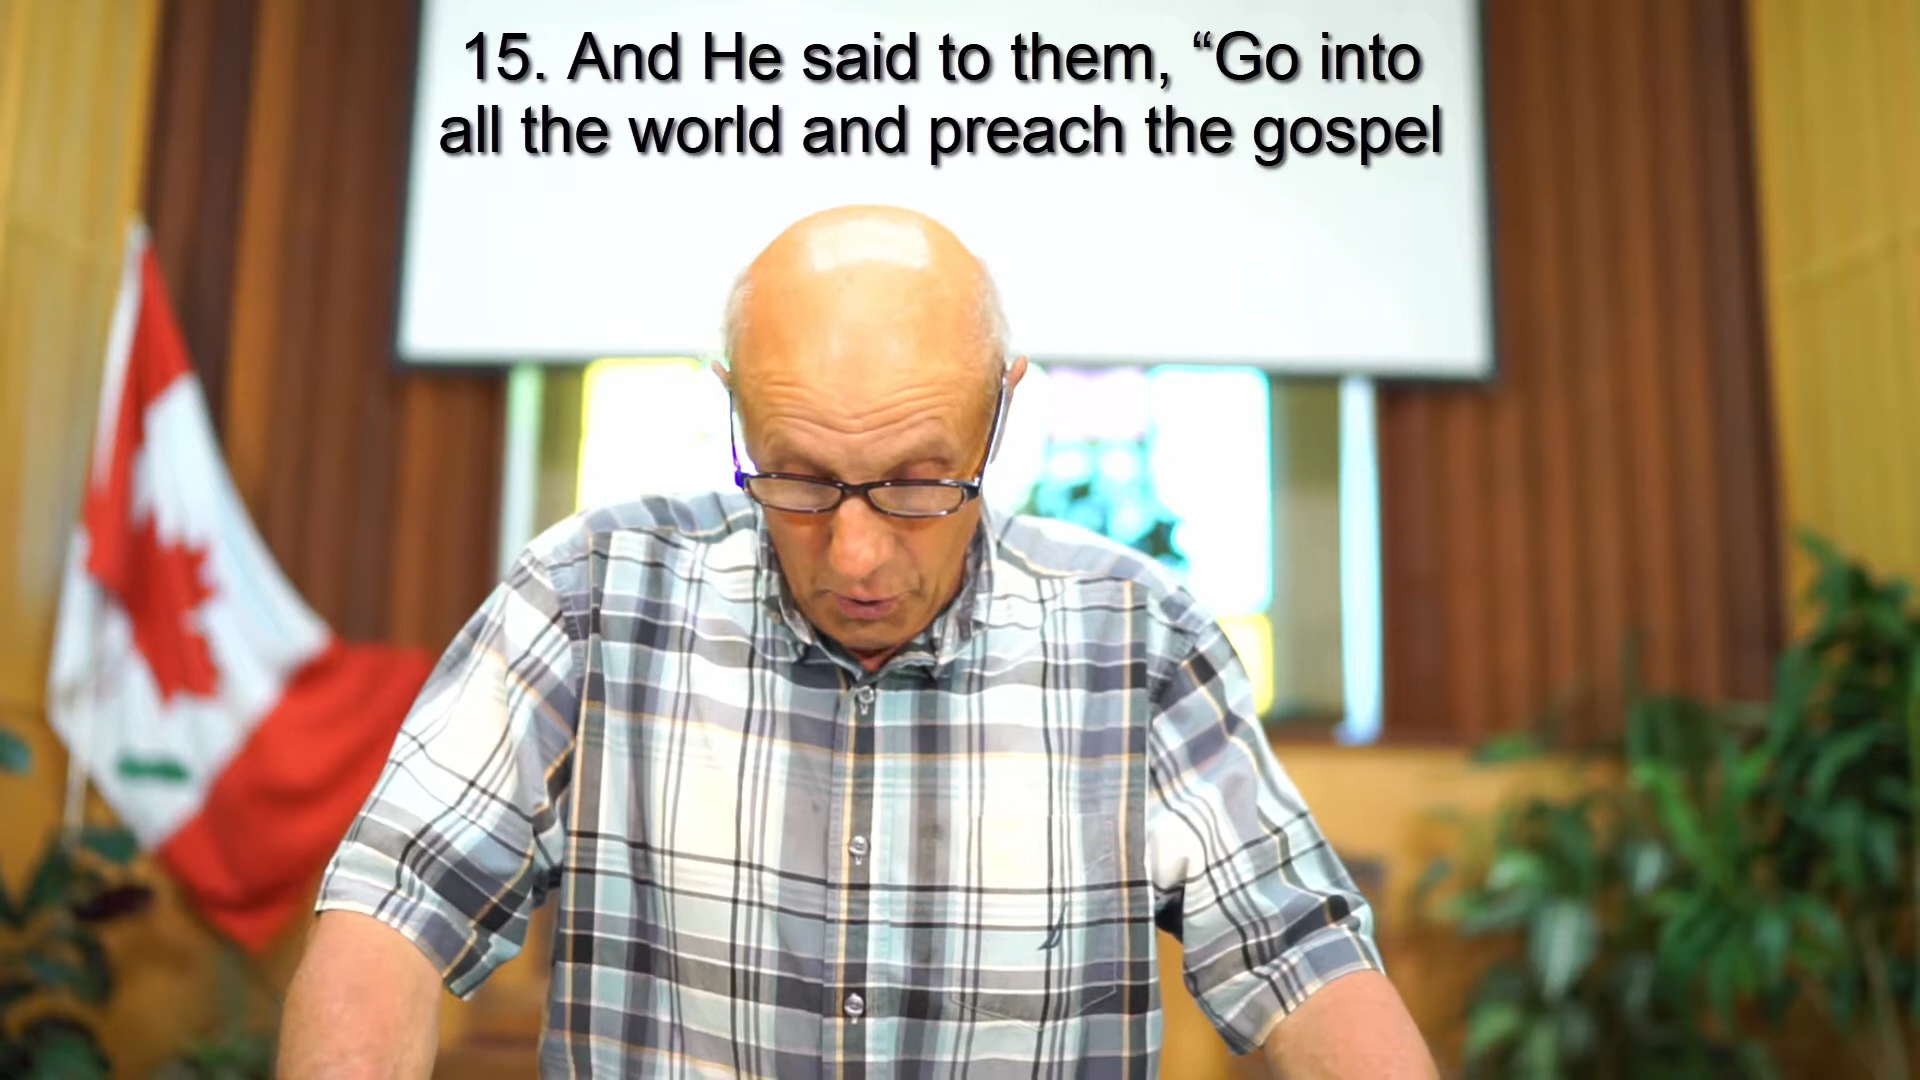 15. And He said to them, “Go into
all the world and preach the gospel